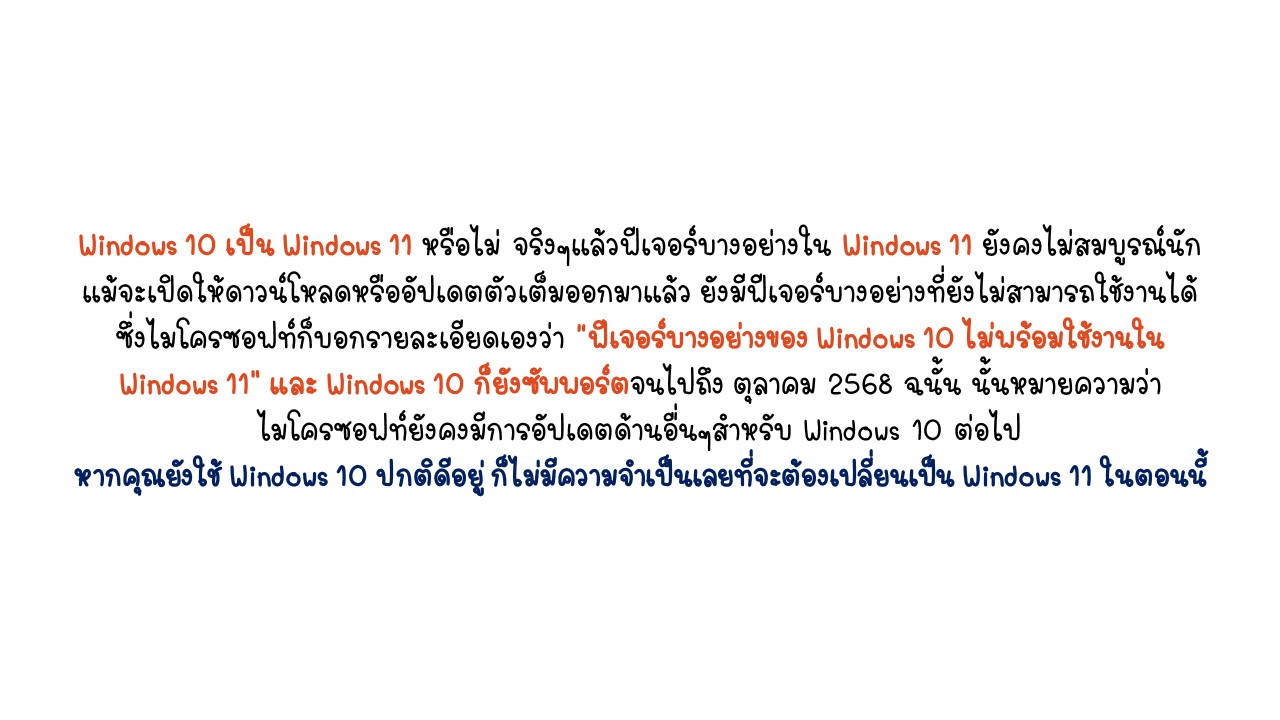 Windows 10 เป็น Windows 11 หรือไม่ จริงๆแล้วฟีเจอร์บางอย่างใน Windows 11 ยังคงไม่สมบูรณ์นัก
แม้จะเปิดให้ดาวน์โหลดหรืออัปเดตตัวเต็มออกมาแล้ว ยังมีฟีเจอร์บางอย่างที่ยังไม่สามารถใช้งานได้
ซึ่งไมโครซอฟท์ก็บอกรายละเอียดเองว่า "ฟีเจอร์บางอย่างของ Windows 10 ไม่พร้อมใช้งานใน
Windows 11" และ Windows 10 ก็ยังซัพพอร์ตจนไปถึง ตุลาคม 2568 ฉนั้น นั้นหมายความว่า
ไมโครซอฟท์ยังคงมีการอัปเดตด้านอื่นๆสำหรับ Windows 10 ต่อไป
หากคุณยังใช้ Windows 10 ปกติดีอยู่ ก็ไม่มีความจำเป็นเลยที่จะต้องเปลี่ยนเป็น Windows 11 ในตอนนี้